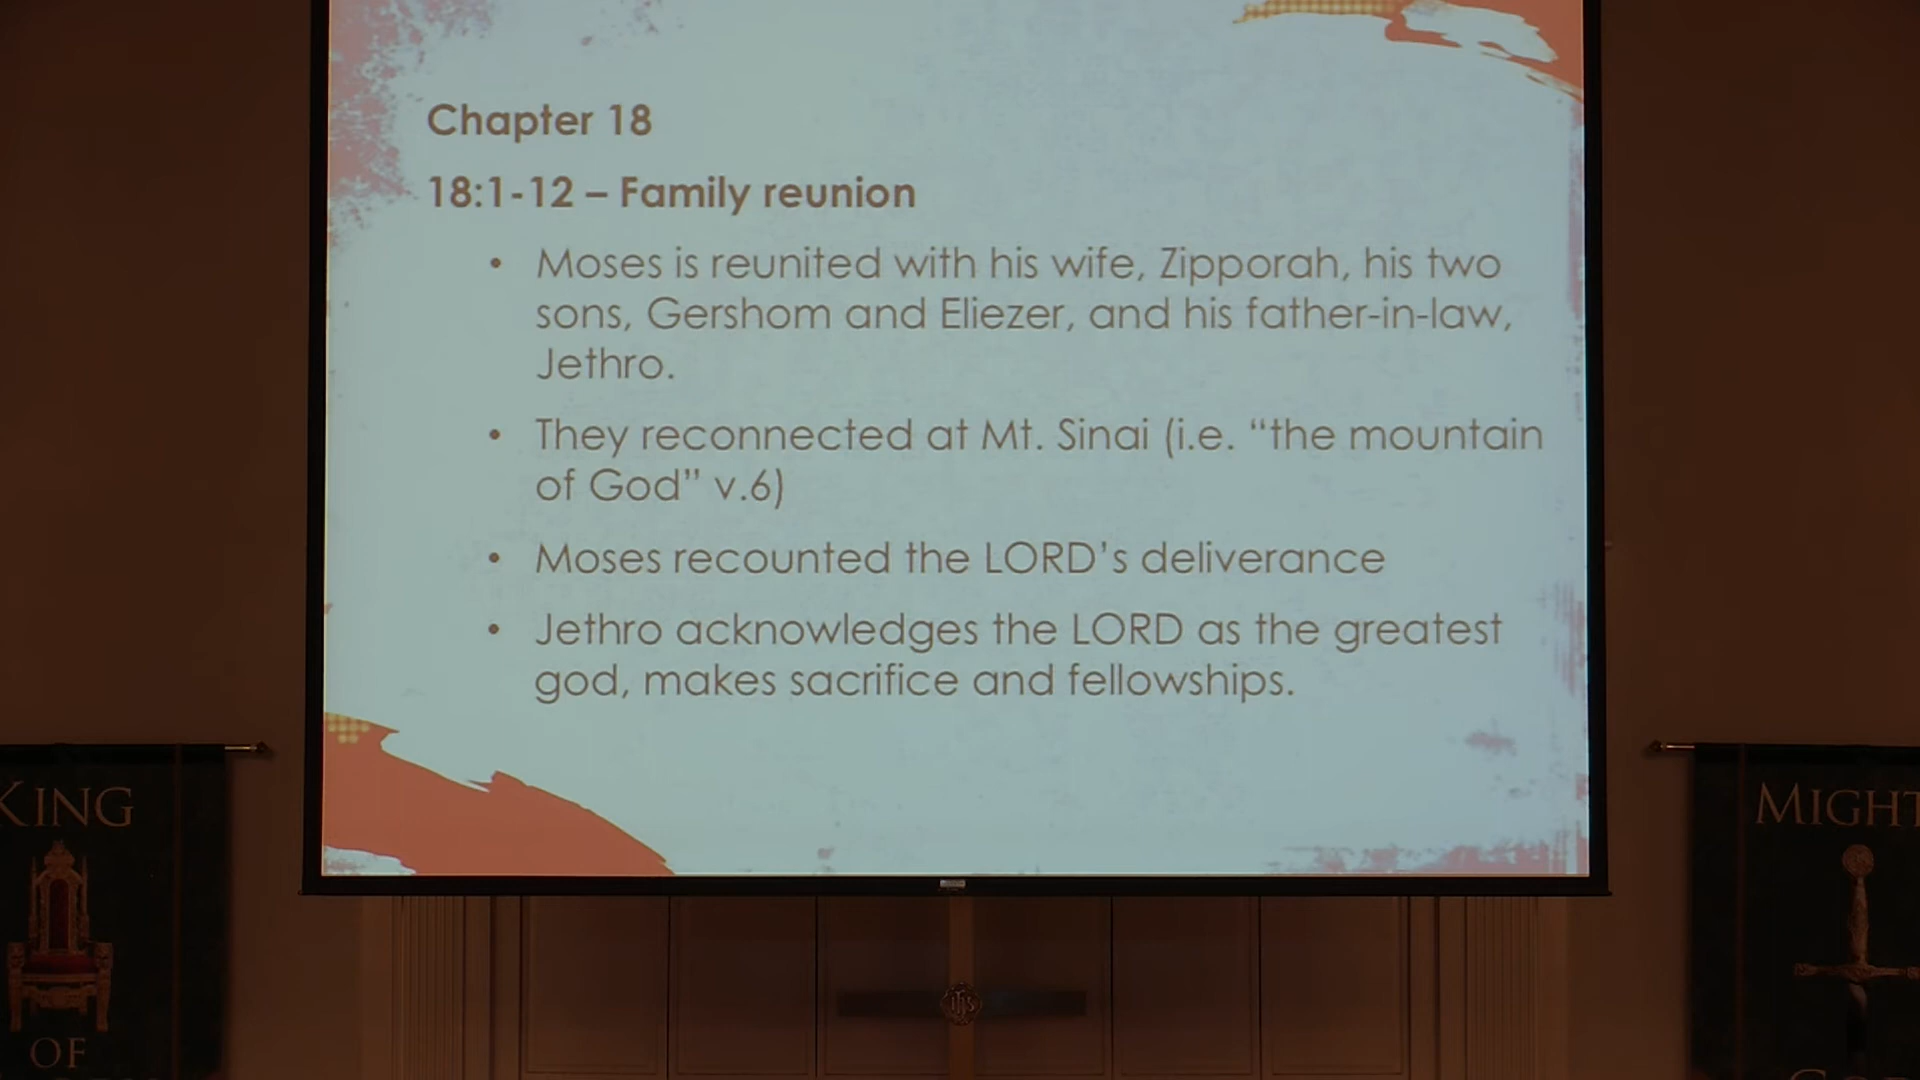 Chapter 18
18:1-12 – Family reunion
• Moses is reunited with his wife, Zipporah, his two
sons, Gershom and Eliezer, and his father-in-law,
Jethro.
• They reconnected at Mt. Sinai (i.e. “the mountain
of God” v.6)
• Moses recounted the LORD’s deliverance
• Jethro acknowledges the LORD as the greatest
god, makes sacrifice and fellowships.
KING
OF
MIGHT
IHS